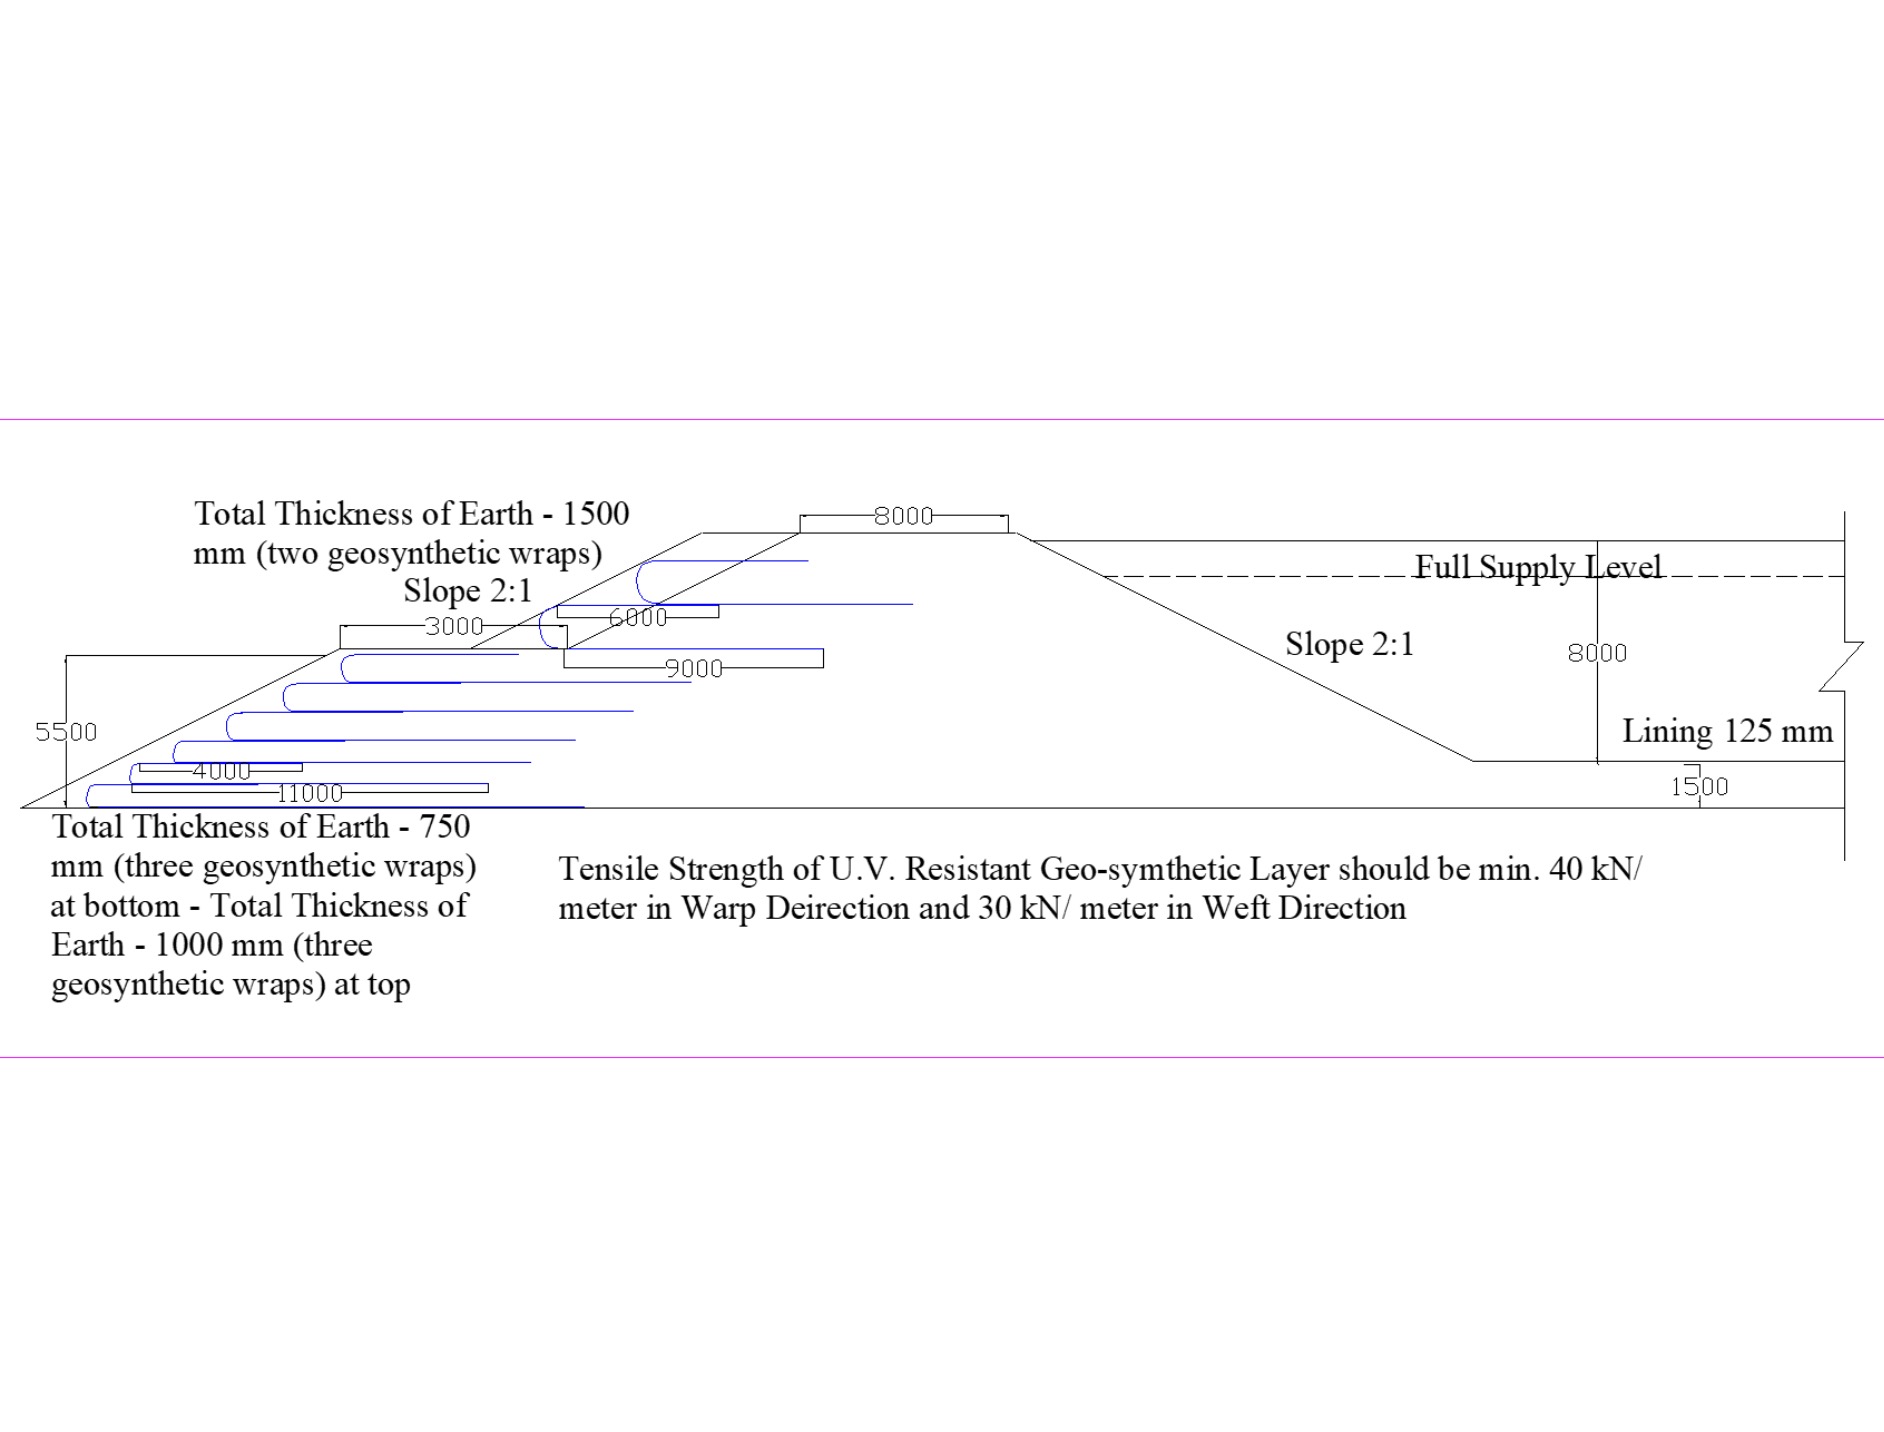 Total Thickness of Earth - 1500
mm (two geosynthetic wraps)
Slope 2:1
8000
3000
6000
9000
Full Supply Level
Slope 2:1
8000
Lining 125 mm
1500
5500
4000
11000
Total Thickness of Earth - 750
mm (three geosynthetic wraps)
at bottom - Total Thickness of
Earth - 1000 mm (three
geosynthetic wraps) at top
Tensile Strength of U.V. Resistant Geo-symthetic Layer should be min. 40 kN/
meter in Warp Deirection and 30 kN/ meter in Weft Direction